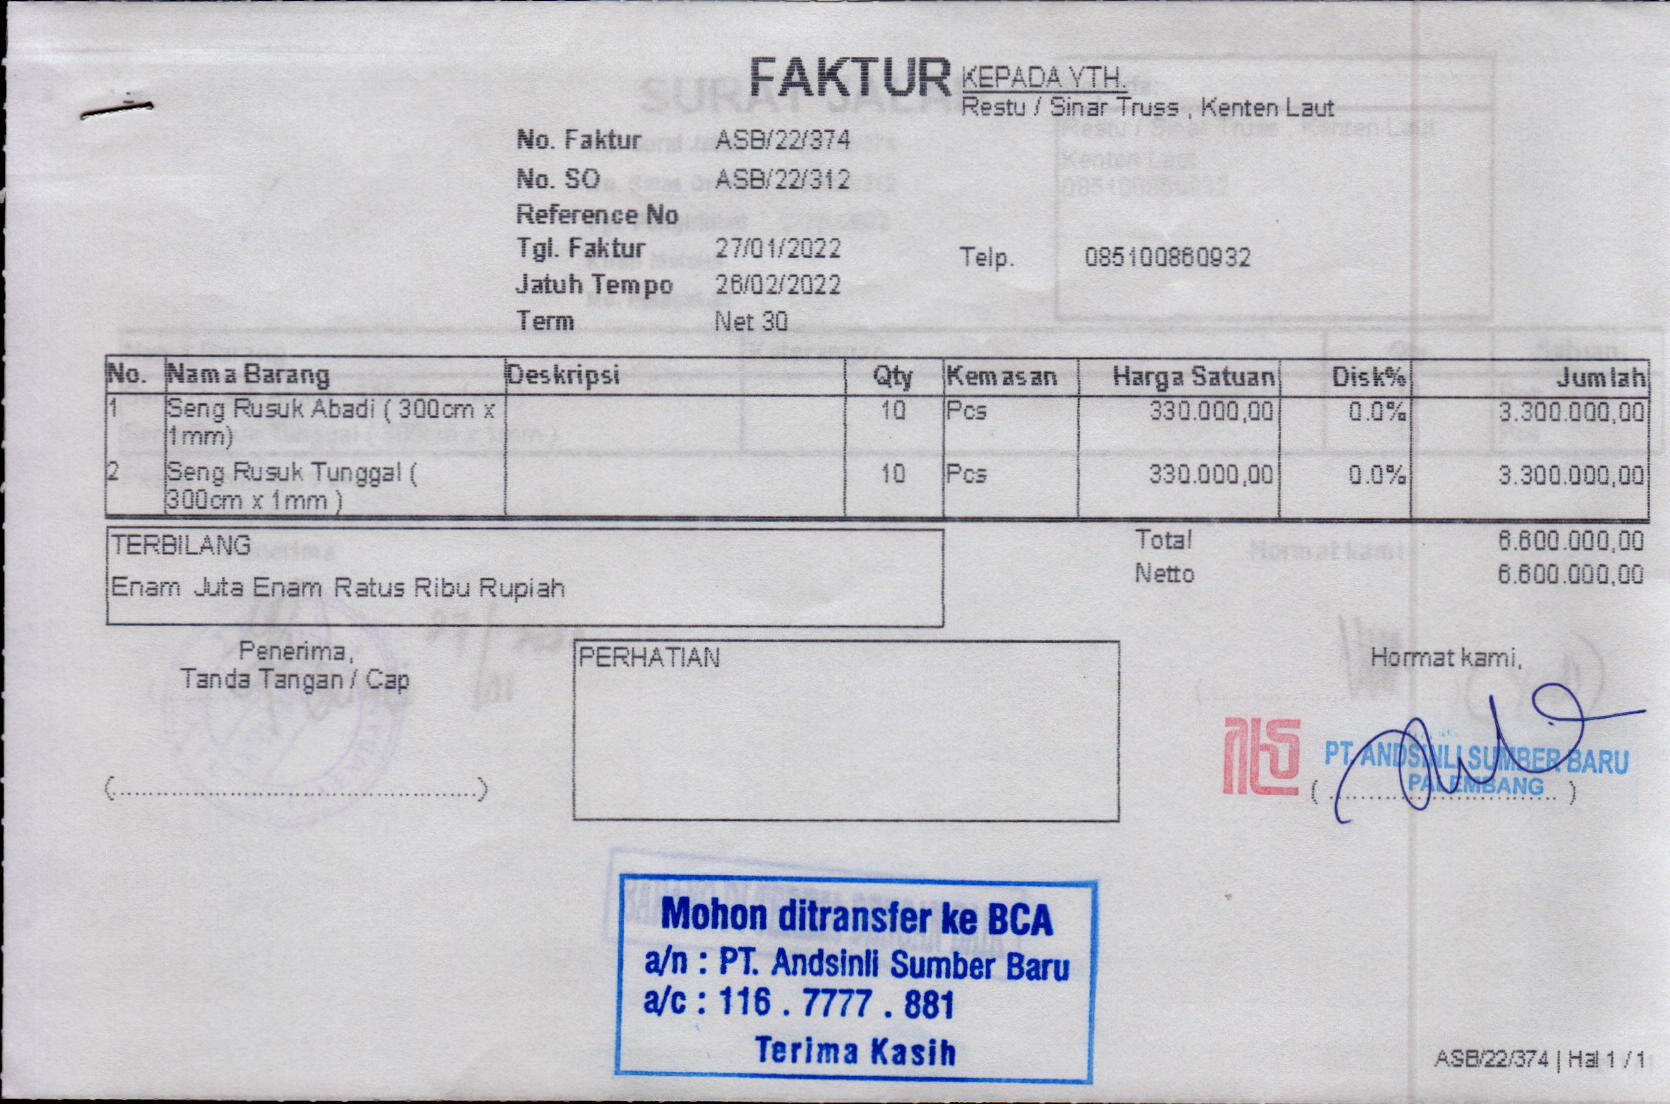 FAKTUR
KEPADA YTH.
Restu / Sinar Truss , Kenten Laut
No. Faktur ASB/22/374
No. SO ASB/22/312
Reference No
Tgl. Faktur 27/01/2022
Telp. 085100860932
Jatuh Tempo 26/02/2022
Term Net 30
No. Nama Barang Deskripsi Qty Kemasan Harga Satuan Disk% Jumlah
1 Seng Rusuk Abadi ( 300cm x 10 Pcs 330.000,00 0.0% 3.300.000,00
1mm)
2 Seng Rusuk Tunggal ( 10 Pcs 330.000,00 0.0% 3.300.000,00
300cm x 1mm )
TERBILANG
Enam Juta Enam Ratus Ribu Rupiah
Total 6.600.000,00
Netto 6.600.000,00
Penerima,
Tanda Tangan / Cap
(..............................................)
PERHATIAN
Hormat kami,
PT. ANDSINLI SUMBER BARU
PALEMBANG
(.............................)
Mohon ditransfer ke BCA
a/n : PT. Andsinli Sumber Baru
a/c : 116 . 7777 . 881
Terima Kasih
ASB/22/374 | Hal 1 / 1